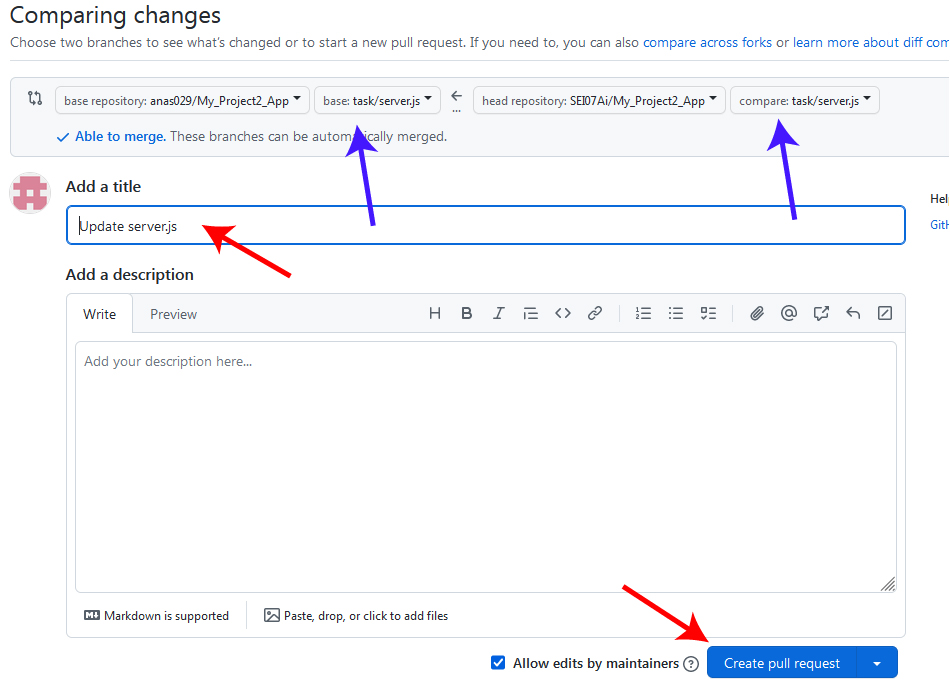 Comparing changes
Choose two branches to see what's changed or to start a new pull request. If you need to, you can also compare across forks or learn more about diff com
base repository: anas029/My_Project2_App base: task/server.js ... head repository: SEI07Ai/My_Project2_App compare: task/server.js
Able to merge. These branches can be automatically merged.
Add a title
Hel
Update server.js
GitH
Add a description
Write Preview
Add your description here...
Markdown is supported Paste, drop, or click to add files
Allow edits by maintainers ? Create pull request